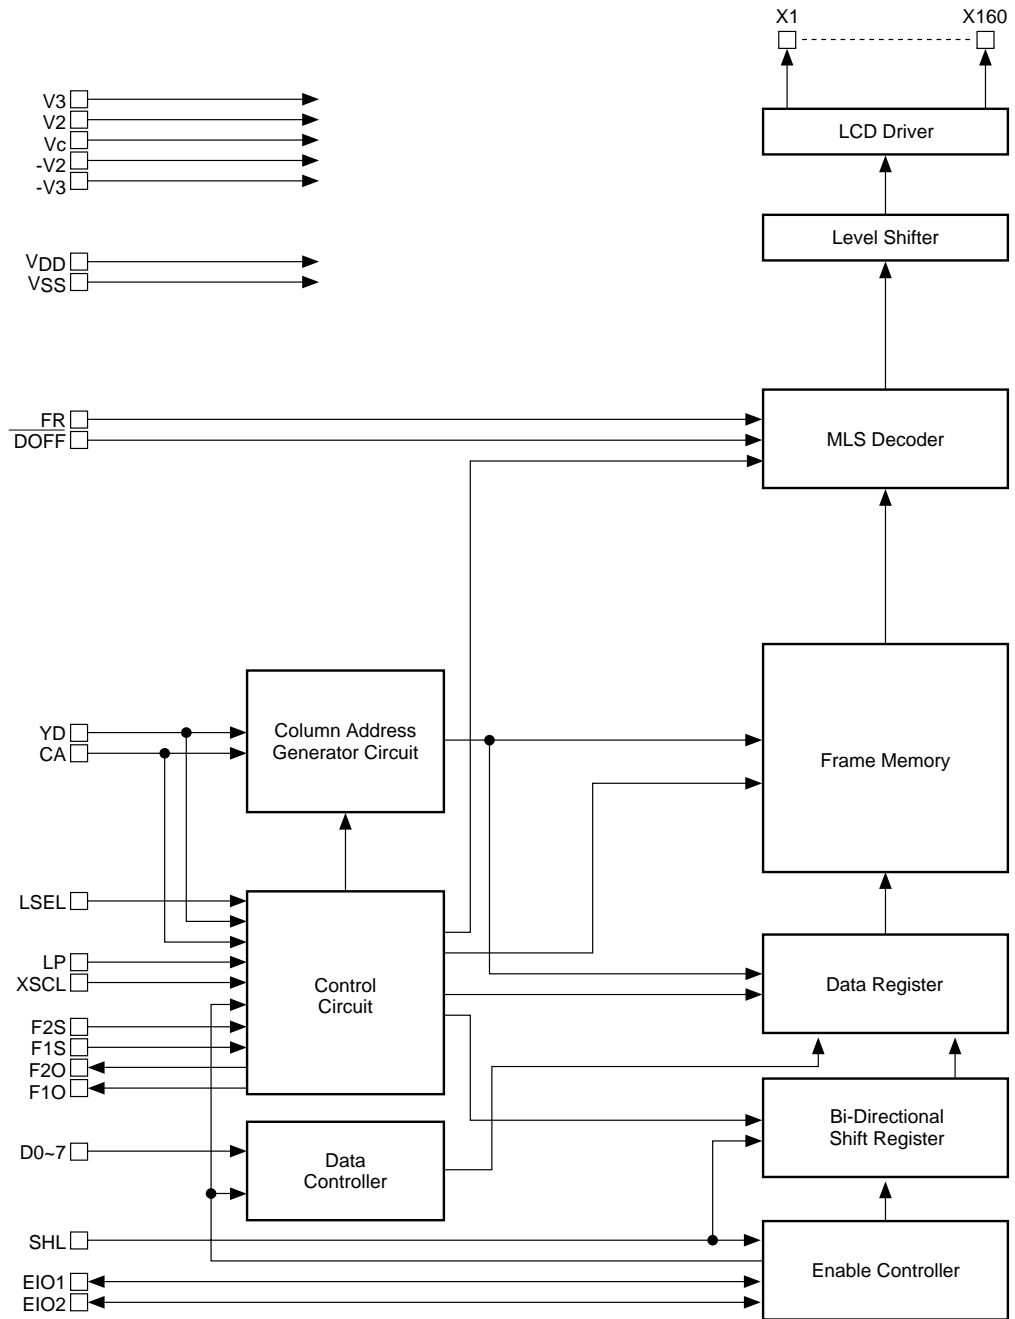 X1 X160
V3
V2
Vc
-V2
-V3
LCD Driver
Level Shifter
VDD
VSS
FR
DOFF
MLS Decoder
YD
CA
Column Address
Generator Circuit
Frame Memory
LSEL
LP
XSCL
F2S
F1S
F2O
F1O
Control
Circuit
Data Register
D0~7
Data
Controller
Bi-Directional
Shift Register
SHL
EIO1
EIO2
Enable Controller